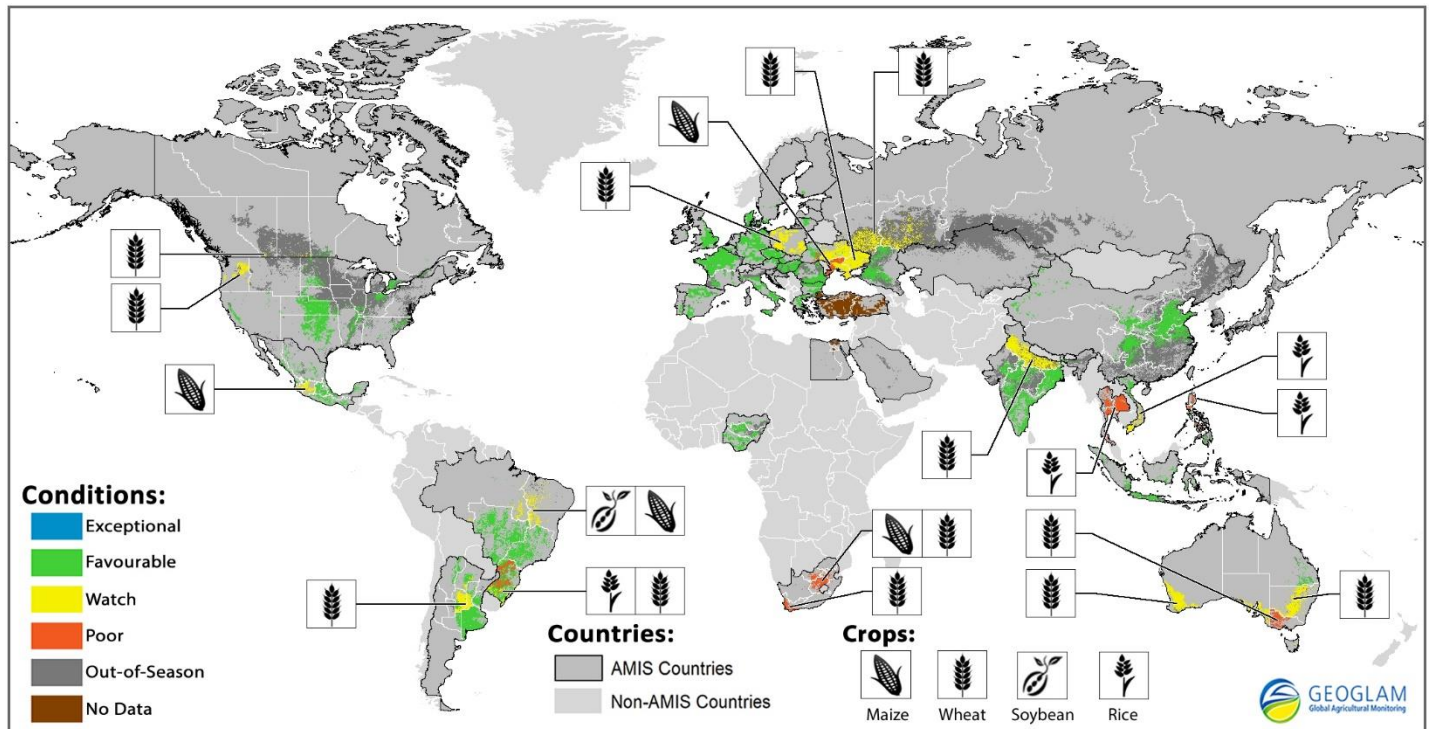 Conditions:
Exceptional
Favourable
Watch
Poor
Out-of-Season
No Data
Countries:
AMIS Countries
Non-AMIS Countries
Crops:
Maize
Wheat
Soybean
Rice
GEOGLAM
Global Agricultural Monitoring